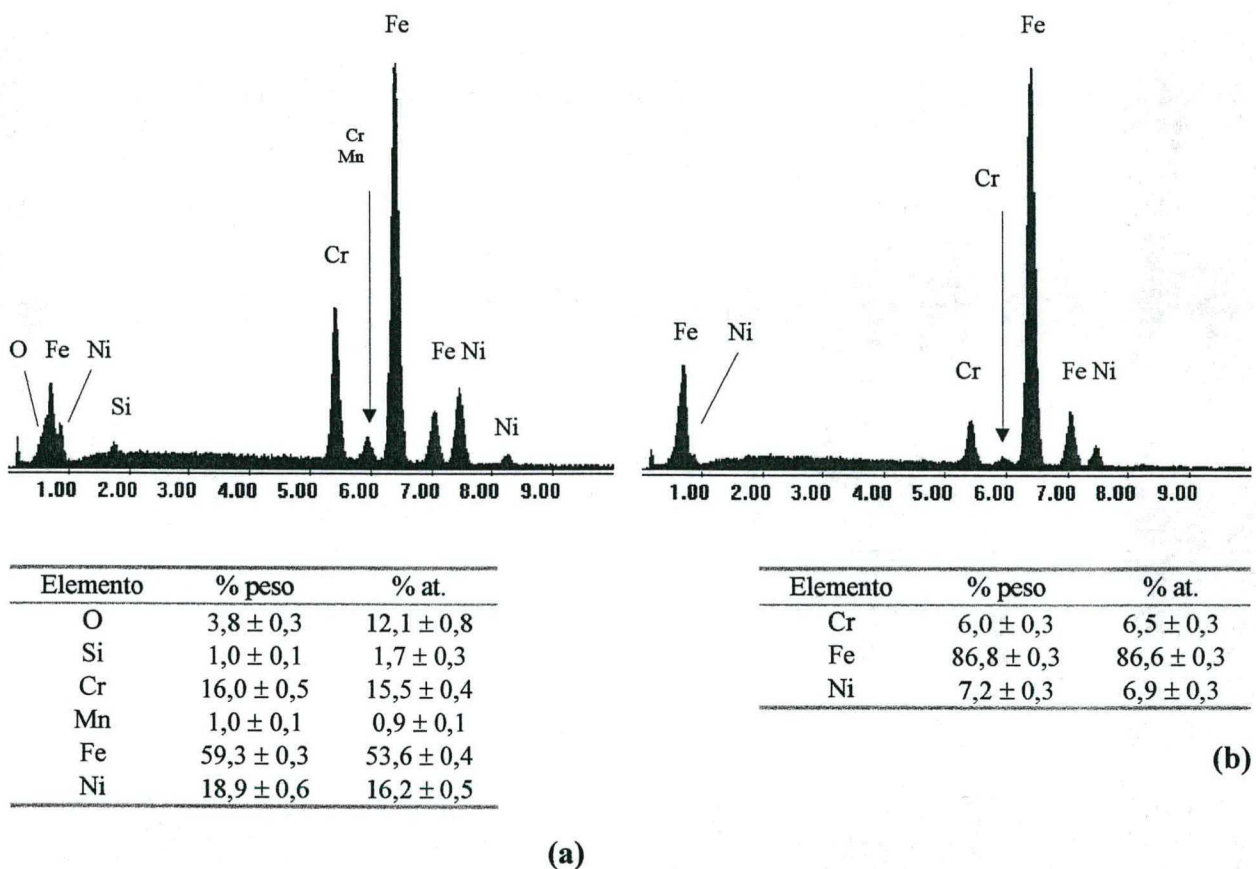 Fe
Cr
Mn
Cr
O Fe Ni
Si
Fe Ni
Ni
1.00 2.00 3.00 4.00 5.00 6.00 7.00 8.00 9.00
Elemento % peso % at.
O 3,8 ± 0,3 12,1 ± 0,8
Si 1,0 ± 0,1 1,7 ± 0,3
Cr 16,0 ± 0,5 15,5 ± 0,4
Mn 1,0 ± 0,1 0,9 ± 0,1
Fe 59,3 ± 0,3 53,6 ± 0,4
Ni 18,9 ± 0,6 16,2 ± 0,5
(a)
Fe
Cr
Fe Ni
Cr
Fe Ni
1.00 2.00 3.00 4.00 5.00 6.00 7.00 8.00 9.00
Elemento % peso % at.
Cr 6,0 ± 0,3 6,5 ± 0,3
Fe 86,8 ± 0,3 86,6 ± 0,3
Ni 7,2 ± 0,3 6,9 ± 0,3
(b)